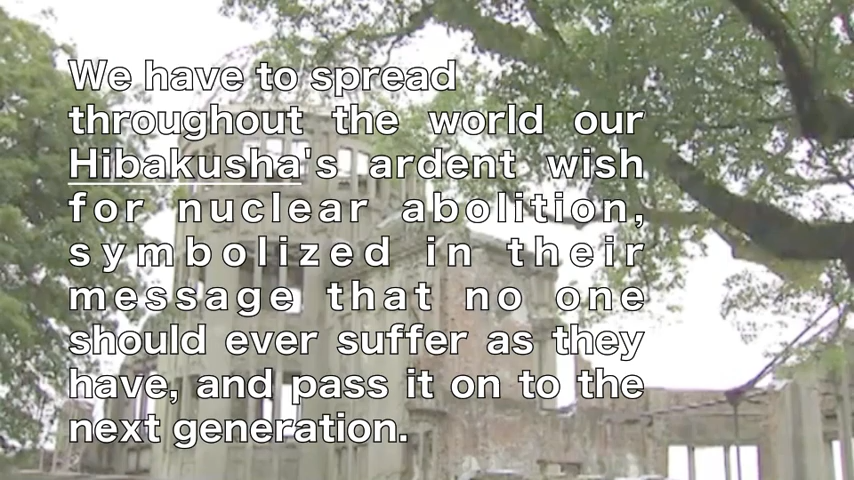 We have to spread
throughout the world our
Hibakusha's ardent wish
for nuclear abolition,
symbolized in their
message that no one
should ever suffer as they
have, and pass it on to the
next generation.